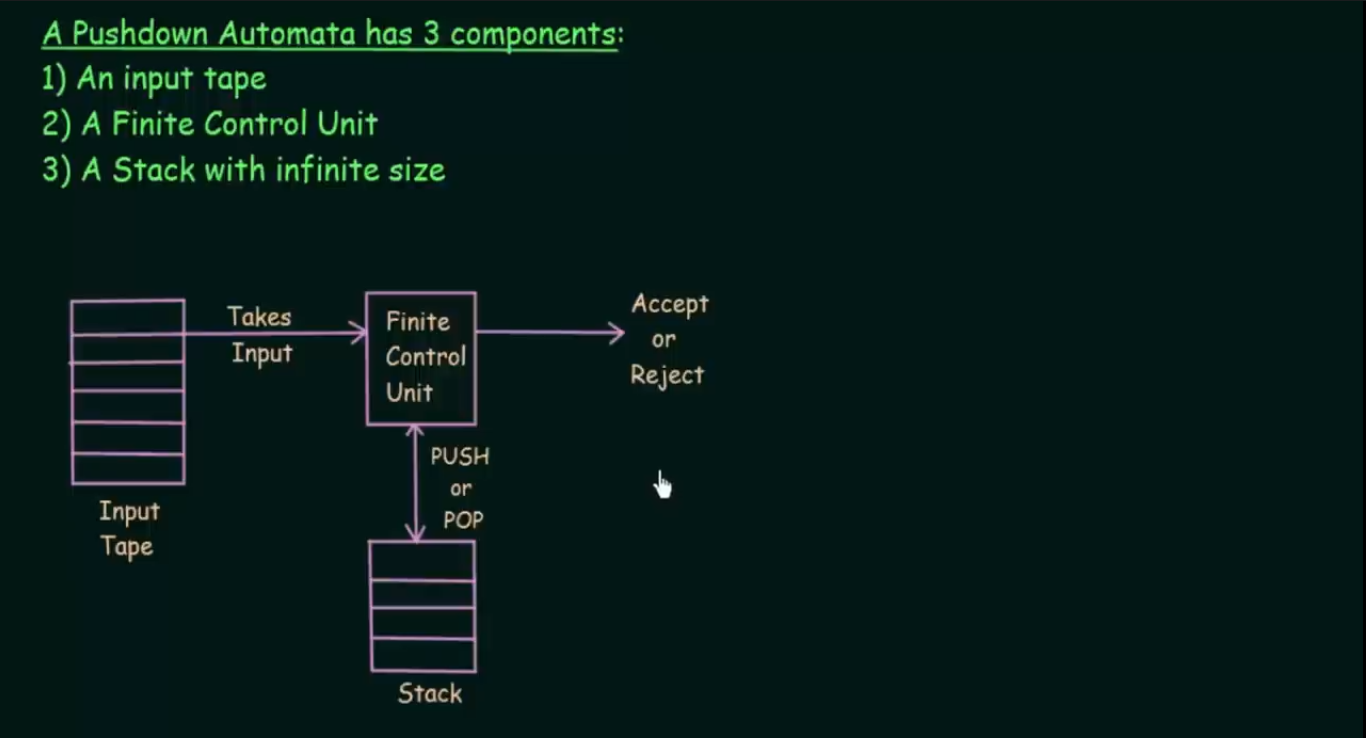 A Pushdown Automata has 3 components:
1) An input tape
2) A Finite Control Unit
3) A Stack with infinite size
Takes
Input
Finite
Control
Unit
Accept
or
Reject
PUSH
or
POP
Input
Tape
Stack